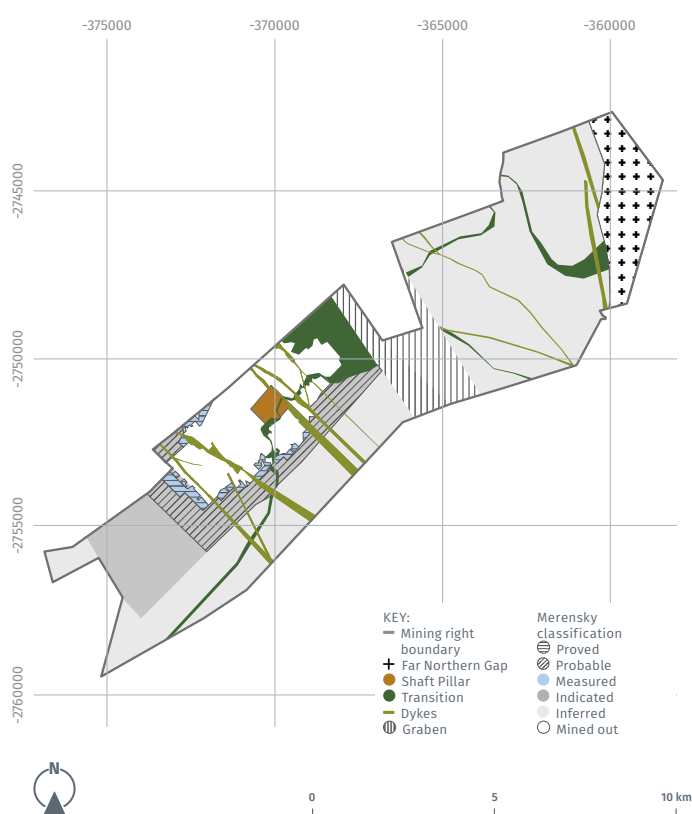 -375000 -370000 -365000 -360000
-2745000
-2750000
-2755000
-2760000
KEY:
Mining right
boundary
Far Northern Gap
Shaft Pillar
Transition
Dykes
Graben
Merensky
classification
Proved
Probable
Measured
Indicated
Inferred
Mined out
N
0 5 10 km